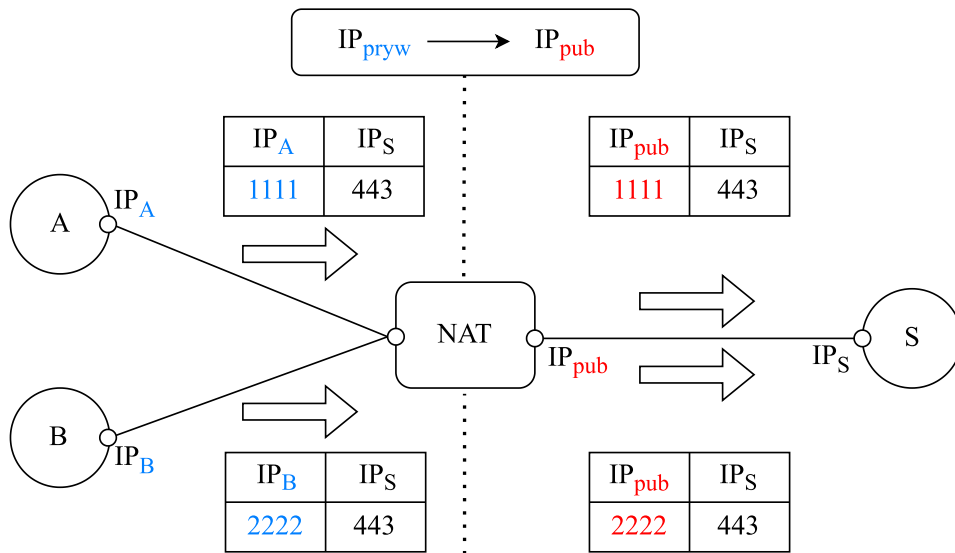 IPpryw → IPpub
IPA IPS
1111 443
IPpub IPS
1111 443
A
IPA
NAT
S
IPpub
IPS
B
IPB
IPB IPS
2222 443
IPpub IPS
2222 443